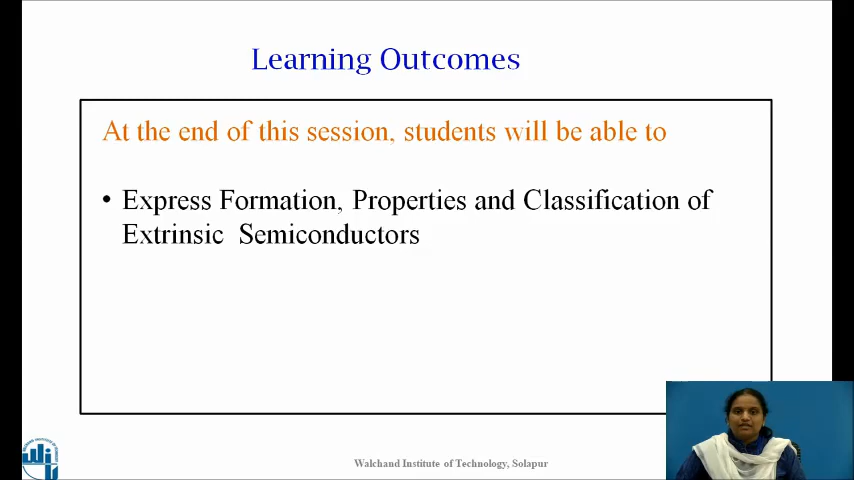 Learning Outcomes
At the end of this session, students will be able to
• Express Formation, Properties and Classification of
Extrinsic Semiconductors
Walchand Institute of Technology, Solapur